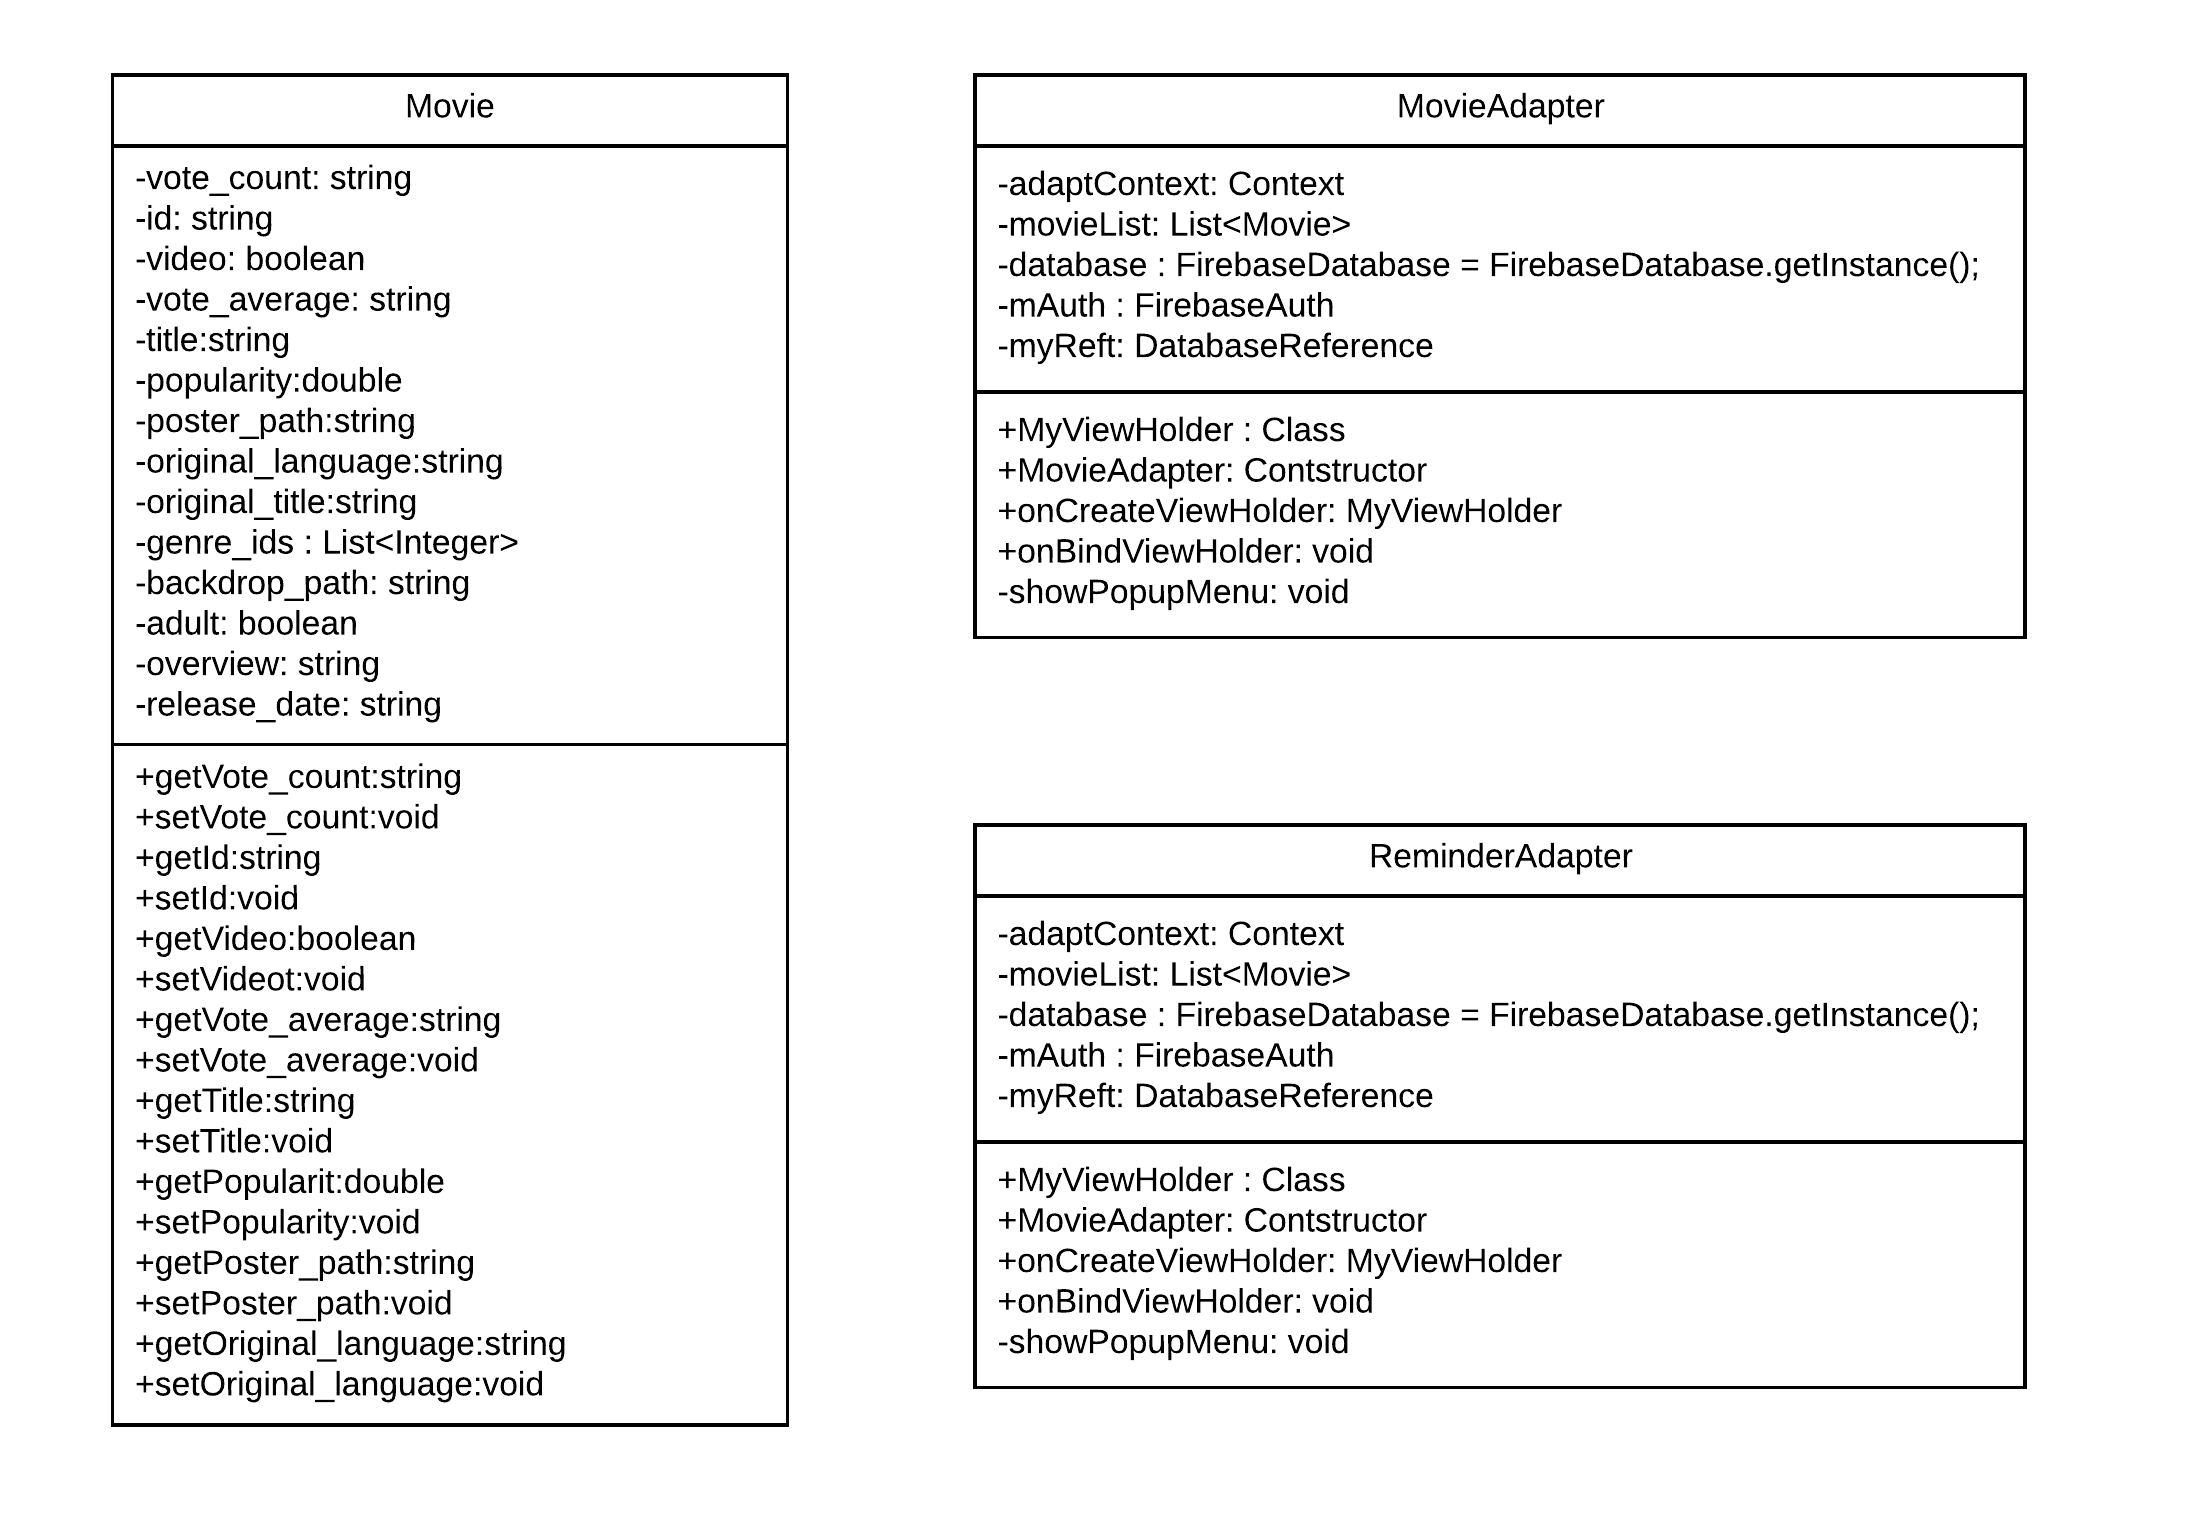 Movie
-vote_count: string
-id: string
-video: boolean
-vote_average: string
-title:string
-popularity:double
-poster_path:string
-original_language:string
-original_title:string
-genre_ids : List<Integer>
-backdrop_path: string
-adult: boolean
-overview: string
-release_date: string
+getVote_count:string
+setVote_count:void
+getId:string
+setId:void
+getVideo:boolean
+setVideot:void
+getVote_average:string
+setVote_average:void
+getTitle:string
+setTitle:void
+getPopularit:double
+setPopularity:void
+getPoster_path:string
+setPoster_path:void
+getOriginal_language:string
+setOriginal_language:void
MovieAdapter
-adaptContext: Context
-movieList: List<Movie>
-database : FirebaseDatabase = FirebaseDatabase.getInstance();
-mAuth : FirebaseAuth
-myReft: DatabaseReference
+MyViewHolder : Class
+MovieAdapter: Contstructor
+onCreateViewHolder: MyViewHolder
+onBindViewHolder: void
-showPopupMenu: void
ReminderAdapter
-adaptContext: Context
-movieList: List<Movie>
-database : FirebaseDatabase = FirebaseDatabase.getInstance();
-mAuth : FirebaseAuth
-myReft: DatabaseReference
+MyViewHolder : Class
+MovieAdapter: Contstructor
+onCreateViewHolder: MyViewHolder
+onBindViewHolder: void
-showPopupMenu: void